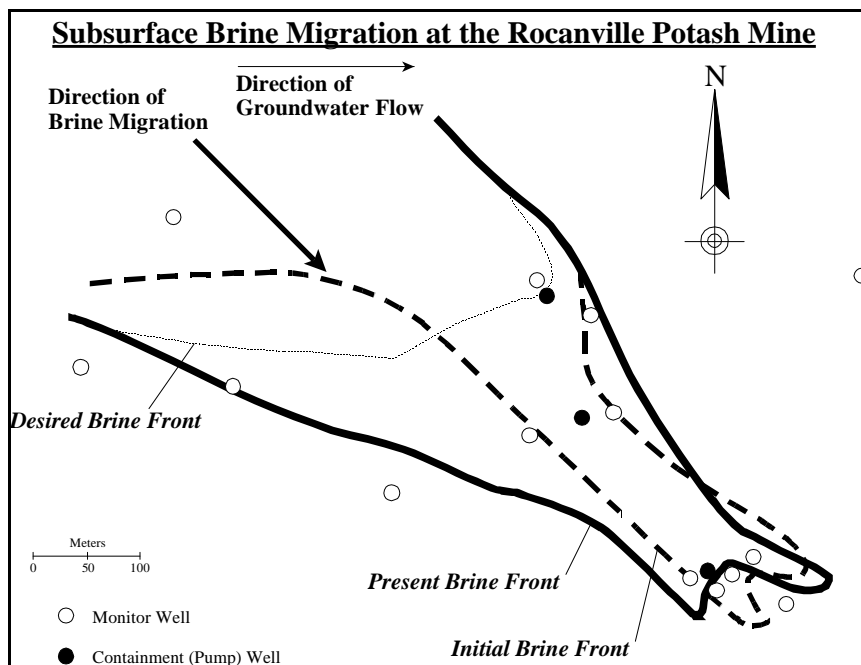 Subsurface Brine Migration at the Rocanville Potash Mine
Direction of
Groundwater Flow
Direction of
Brine Migration
N
Desired Brine Front
Present Brine Front
Initial Brine Front
Meters
0 50 100
Monitor Well
Containment (Pump) Well